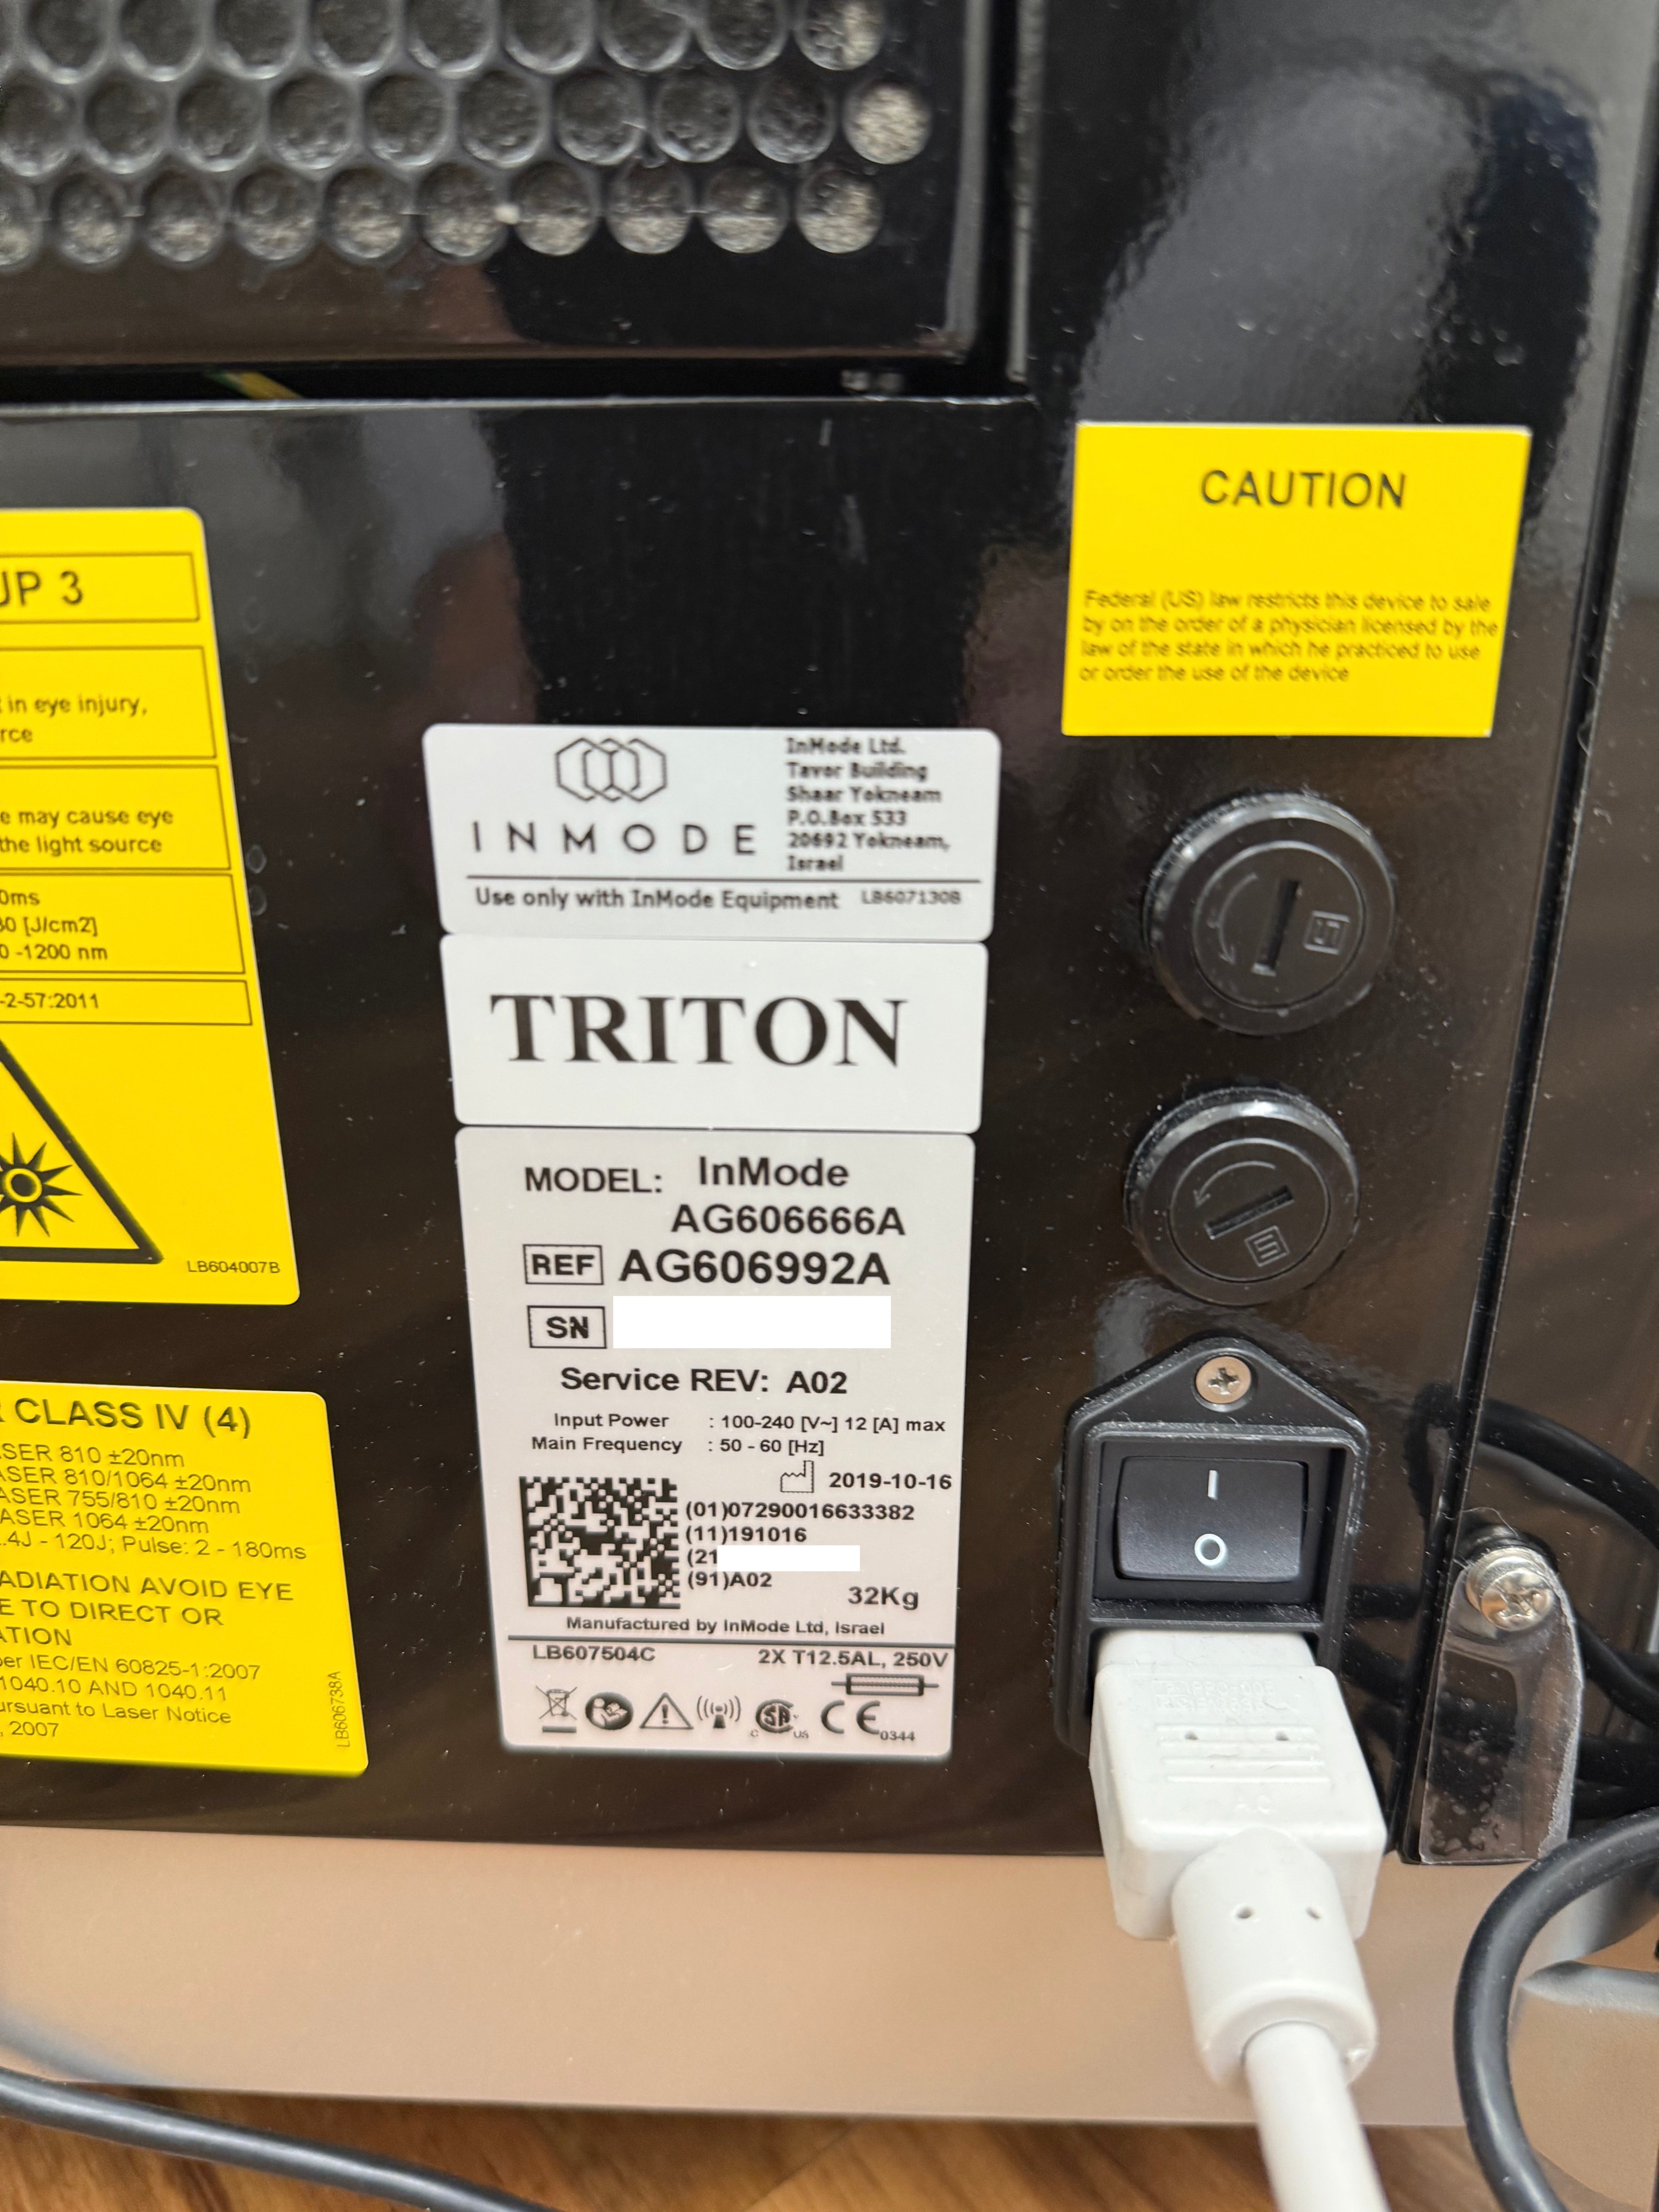 UP 3
in eye injury,
rce
e may cause eye
the light source
0ms
30 [J/cm2]
0 -1200 nm
-2-57:2011
LB604007B
CLASS IV (4)
ASER 810 ±20nm
ASER 810/1064 ±20nm
ASER 755/810 ±20nm
ASER 1064 ±20nm
.4J - 120J; Pulse: 2 - 180ms
ADIATION AVOID EYE
E TO DIRECT OR
ATION
per IEC/EN 60825-1:2007
1040.10 AND 1040.11
ursuant to Laser Notice
, 2007
LB606738A
INMODE
InMode Ltd.
Tavor Building
Shaar Yokneam
P.O.Box 533
20692 Yokneam,
Israel
Use only with InMode Equipment LB607130B
TRITON
MODEL: InMode
AG606666A
REF AG606992A
SN
Service REV: A02
Input Power : 100-240 [V~] 12 [A] max
Main Frequency : 50 - 60 [Hz]
2019-10-16
(01)07290016633382
(11)191016
(21
(91)A02
32Kg
Manufactured by InMode Ltd, Israel
LB607504C 2X T12.5AL, 250V
C SA US CE 0344
CAUTION
Federal (US) law restricts this device to sale
by on the order of a physician licensed by the
law of the state in which he practiced to use
or order the use of the device
I
O